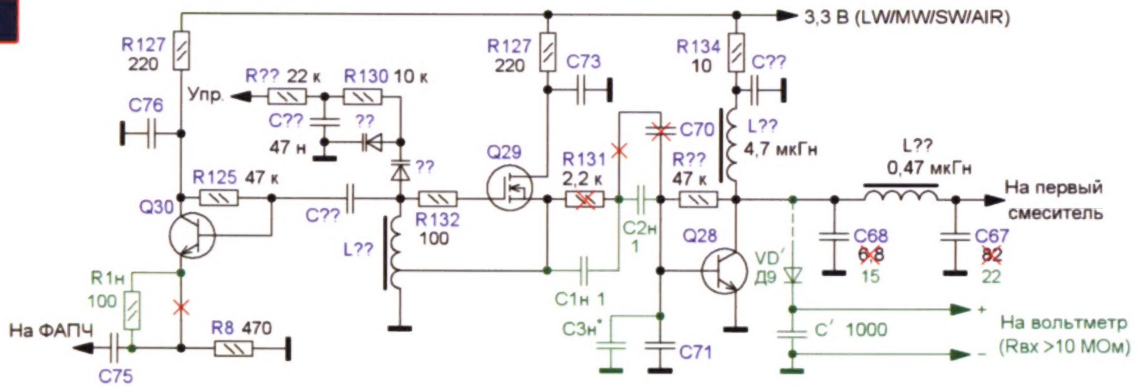 3,3 В (LW/MW/SW/AIR)
R127
220
R127
220
C73
R134
10
C??
R?? 22 к
R130 10 к
Упр.
C76
C??
47 н
??
??
Q29
R131
2,2 к
C70
R??
47 к
L??
4,7 мкГн
L??
0,47 мкГн
На первый
смеситель
R125 47 к
Q30
C??
R132
100
L??
C2н
1
Q28
C68
6,8
15
C67
82
22
VD′
Д9
R1н
100
C1н 1
C3н*
C71
C′ 1000
+
На вольтметр
(Rвх >10 МОм)
–
На ФАПЧ
C75
R8 470